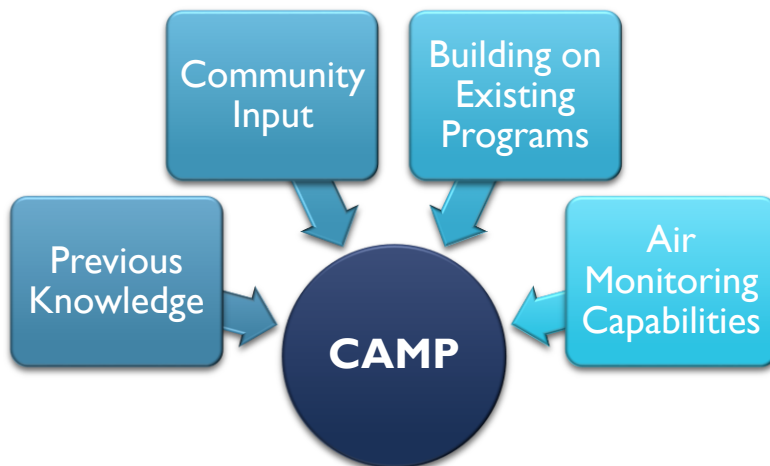 Community
Input
Building on
Existing
Programs
Previous
Knowledge
Air
Monitoring
Capabilities
CAMP